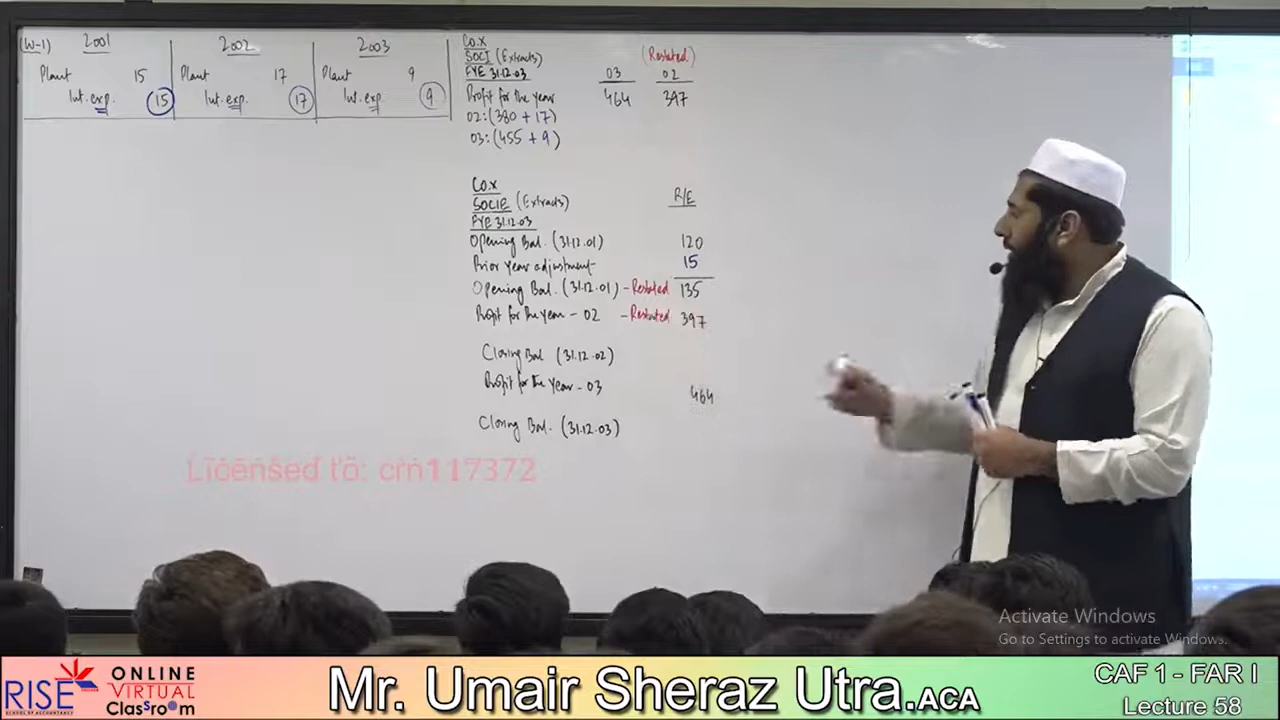 (W-1) 2001 2002 2003
Plant 15 Plant 17 Plant 9
Int. exp. 15 Int. exp. 17 Int. exp. 9
Co. X
SOCI (Extracts) (Restated)
FYE 31.12.03 03 02
Profit for the year 464 397
02: (380 + 17)
03: (455 + 9)
Co. X
SOCIE (Extracts) R/E
FYE 31.12.03
Opening Bal. (31.12.01) 120
Prior Year adjustment 15
Opening Bal. (31.12.01) - Restated 135
Profit for the year - 02 - Restated 397
Closing Bal (31.12.02)
Profit for the Year - 03 464
Closing Bal. (31.12.03)
Licensed to: crn117372
Activate Windows
Go to Settings to activate Windows.
RISE
ONLINE
VIRTUAL
Classroom
Mr. Umair Sheraz Utra.ACA
CAF 1 - FAR I
Lecture 58